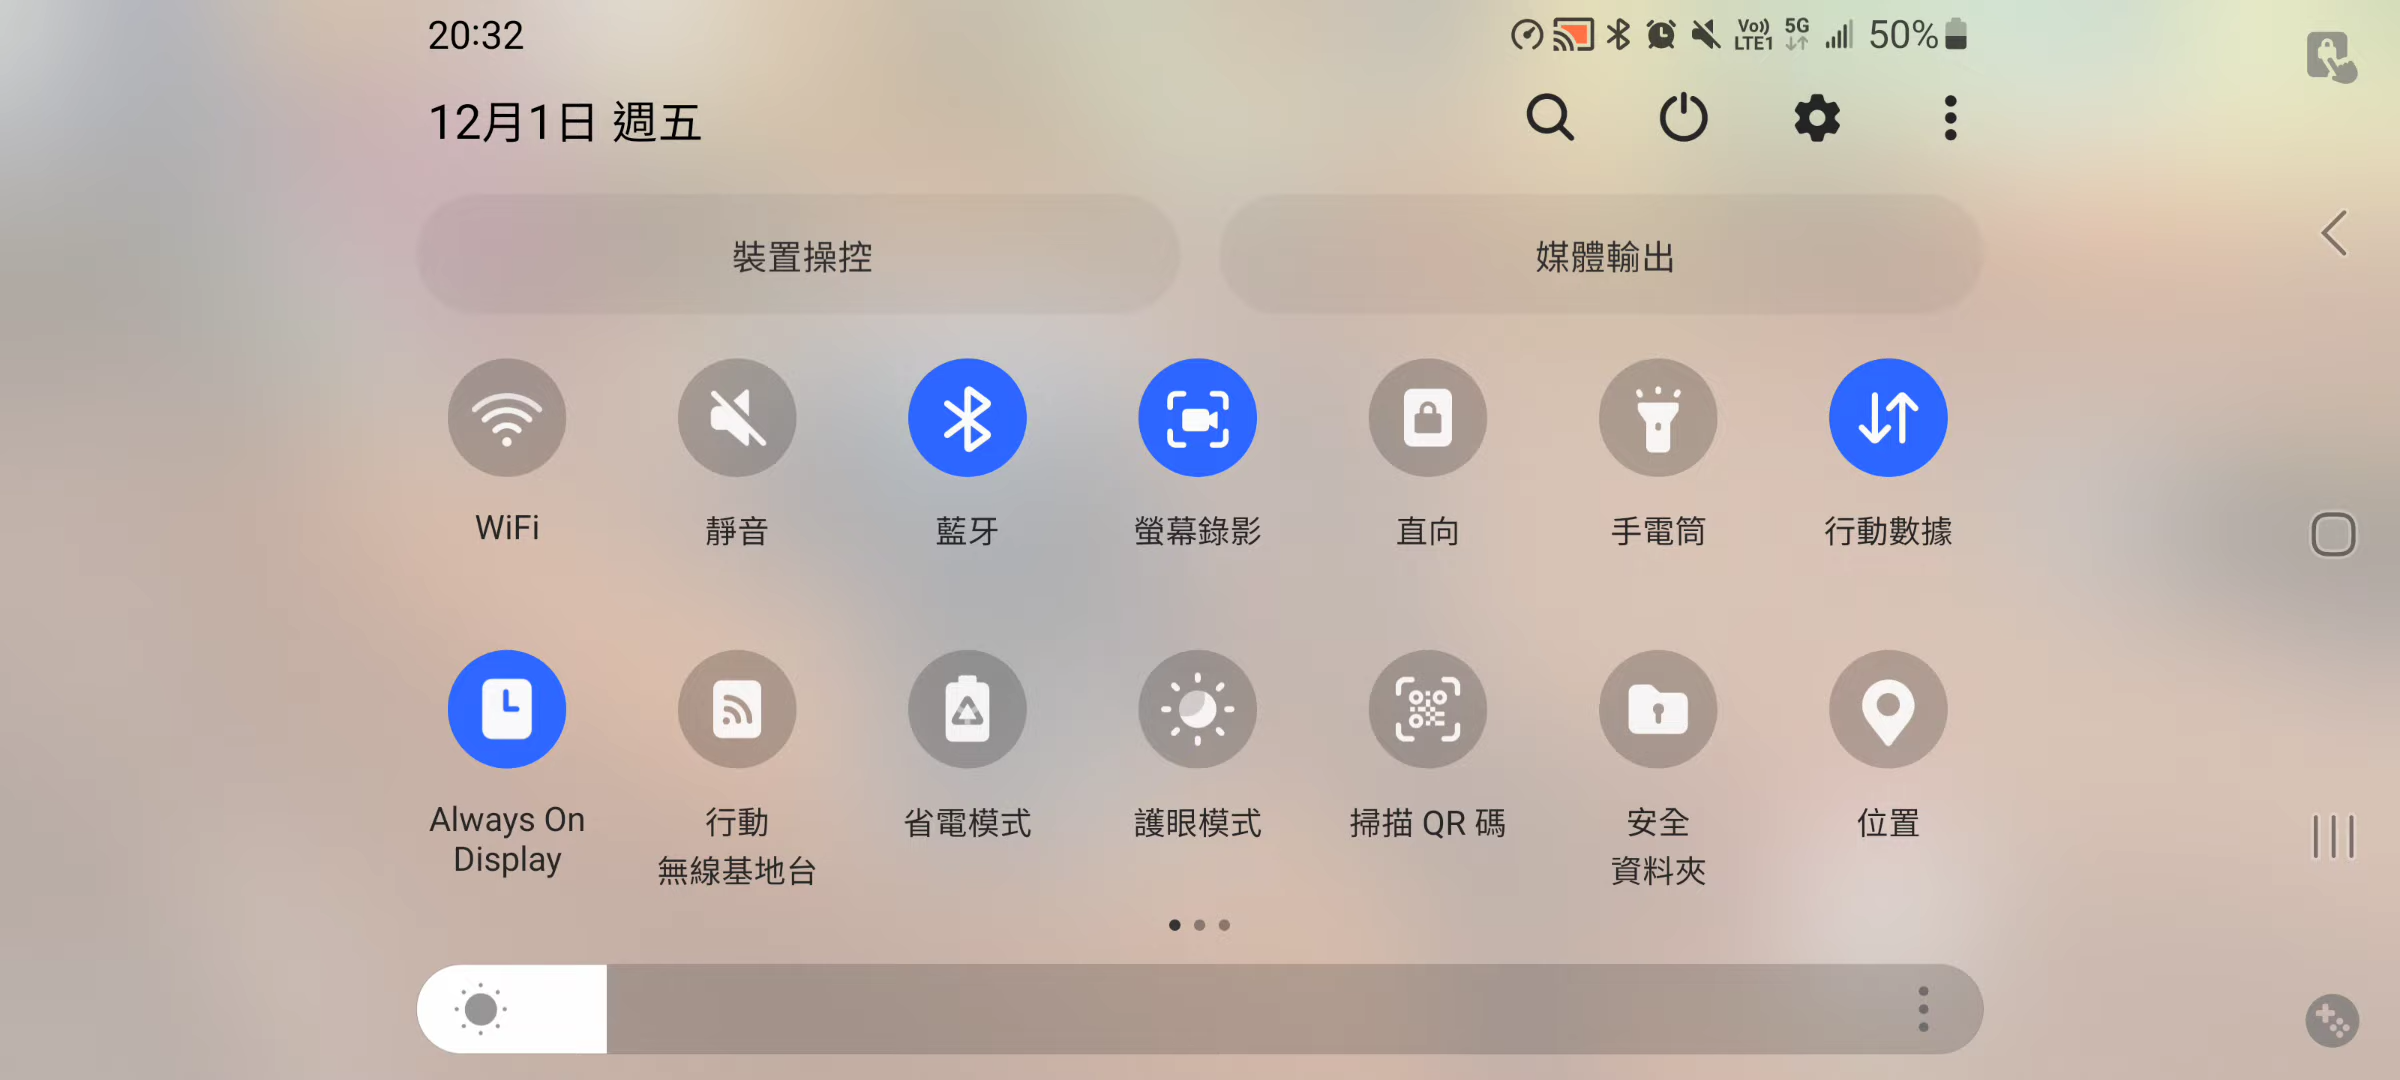 20:32
Vo)) LTE1 5G 50%
12月1日 週五
裝置操控
媒體輸出
WiFi
靜音
藍牙
螢幕錄影
直向
手電筒
行動數據
Always On
Display
行動
無線基地台
省電模式
護眼模式
掃描 QR 碼
安全
資料夾
位置